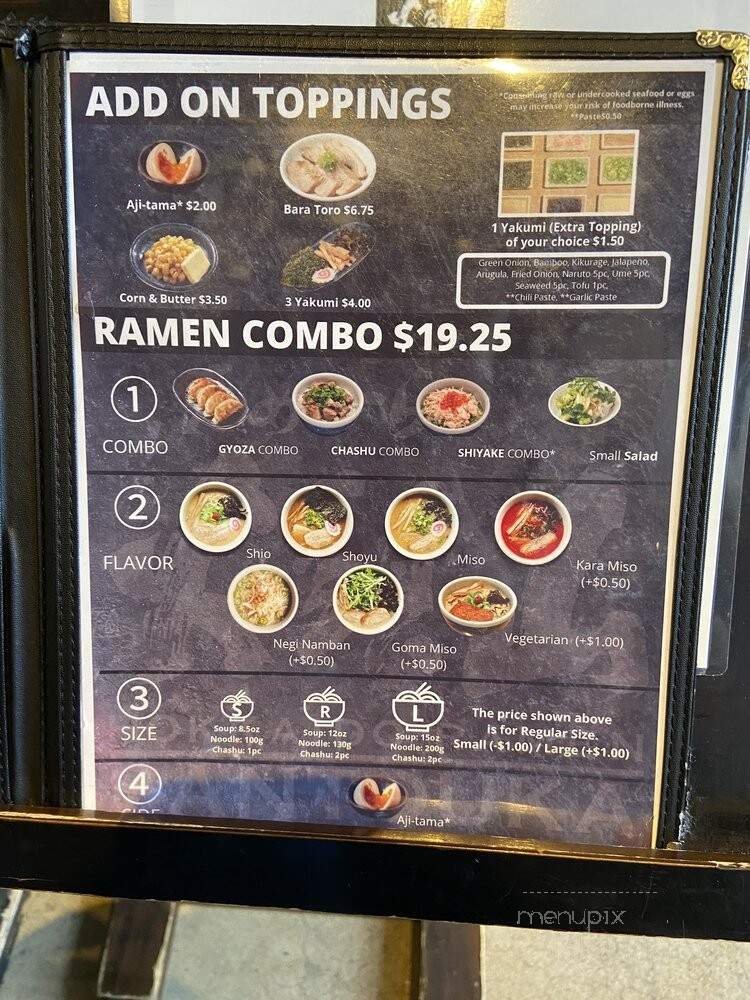 ADD ON TOPPINGS
*Consuming raw or undercooked seafood or eggs
may increase your risk of foodborne illness.
**Paste$0.50
Aji-tama* $2.00
Bara Toro $6.75
Corn & Butter $3.50
3 Yakumi $4.00
1 Yakumi (Extra Topping)
of your choice $1.50
Green Onion, Bamboo, Kikurage, Jalapeño,
Arugula, Fried Onion, Naruto 5pc, Ume 5pc,
Seaweed 5pc, Tofu 1pc,
**Chili Paste, **Garlic Paste
RAMEN COMBO $19.25
1
COMBO
GYOZA COMBO
CHASHU COMBO
SHIYAKE COMBO*
Small Salad
2
FLAVOR
Shio
Shoyu
Miso
Kara Miso
(+$0.50)
Negi Namban
(+$0.50)
Goma Miso
(+$0.50)
Vegetarian (+$1.00)
3
SIZE
S
Soup: 8.5oz
Noodle: 100g
Chashu: 1pc
R
Soup: 12oz
Noodle: 130g
Chashu: 2pc
L
Soup: 15oz
Noodle: 200g
Chashu: 2pc
The price shown above
is for Regular Size.
Small (-$1.00) / Large (+$1.00)
4
SIDE
Aji-tama*
menupix